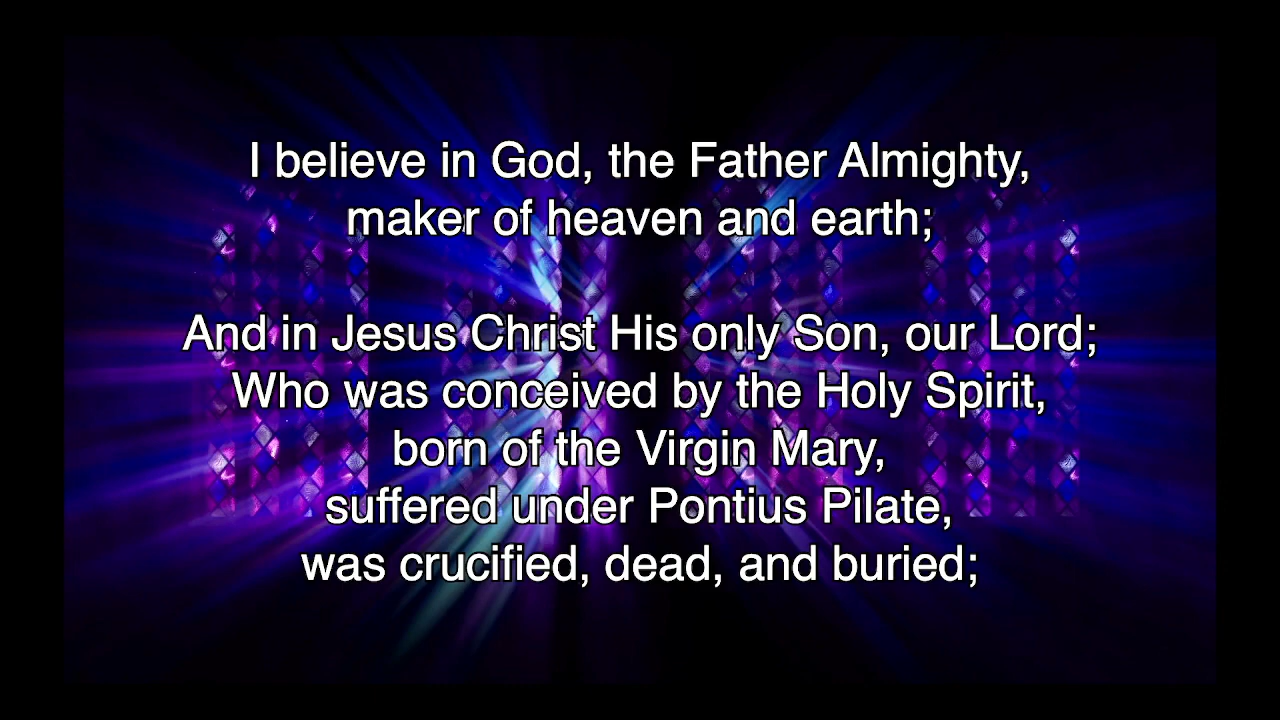 I believe in God, the Father Almighty,
maker of heaven and earth;
And in Jesus Christ His only Son, our Lord;
Who was conceived by the Holy Spirit,
born of the Virgin Mary,
suffered under Pontius Pilate,
was crucified, dead, and buried;